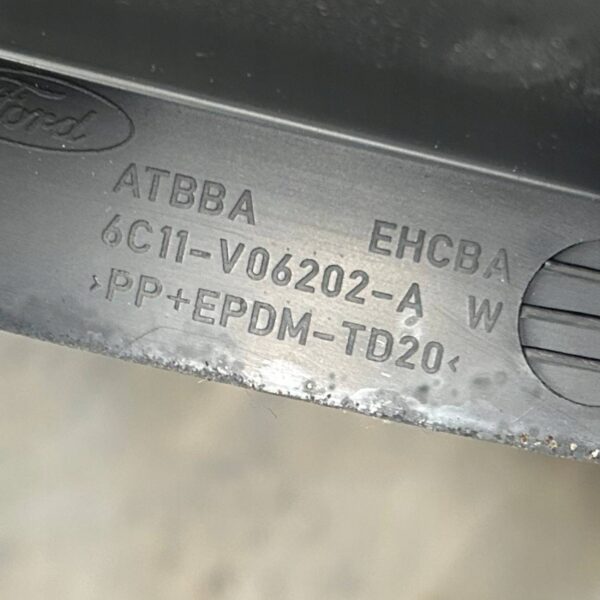 Ford
ATBBA EHCBA
6C11-V06202-A W
>PP+EPDM-TD20<